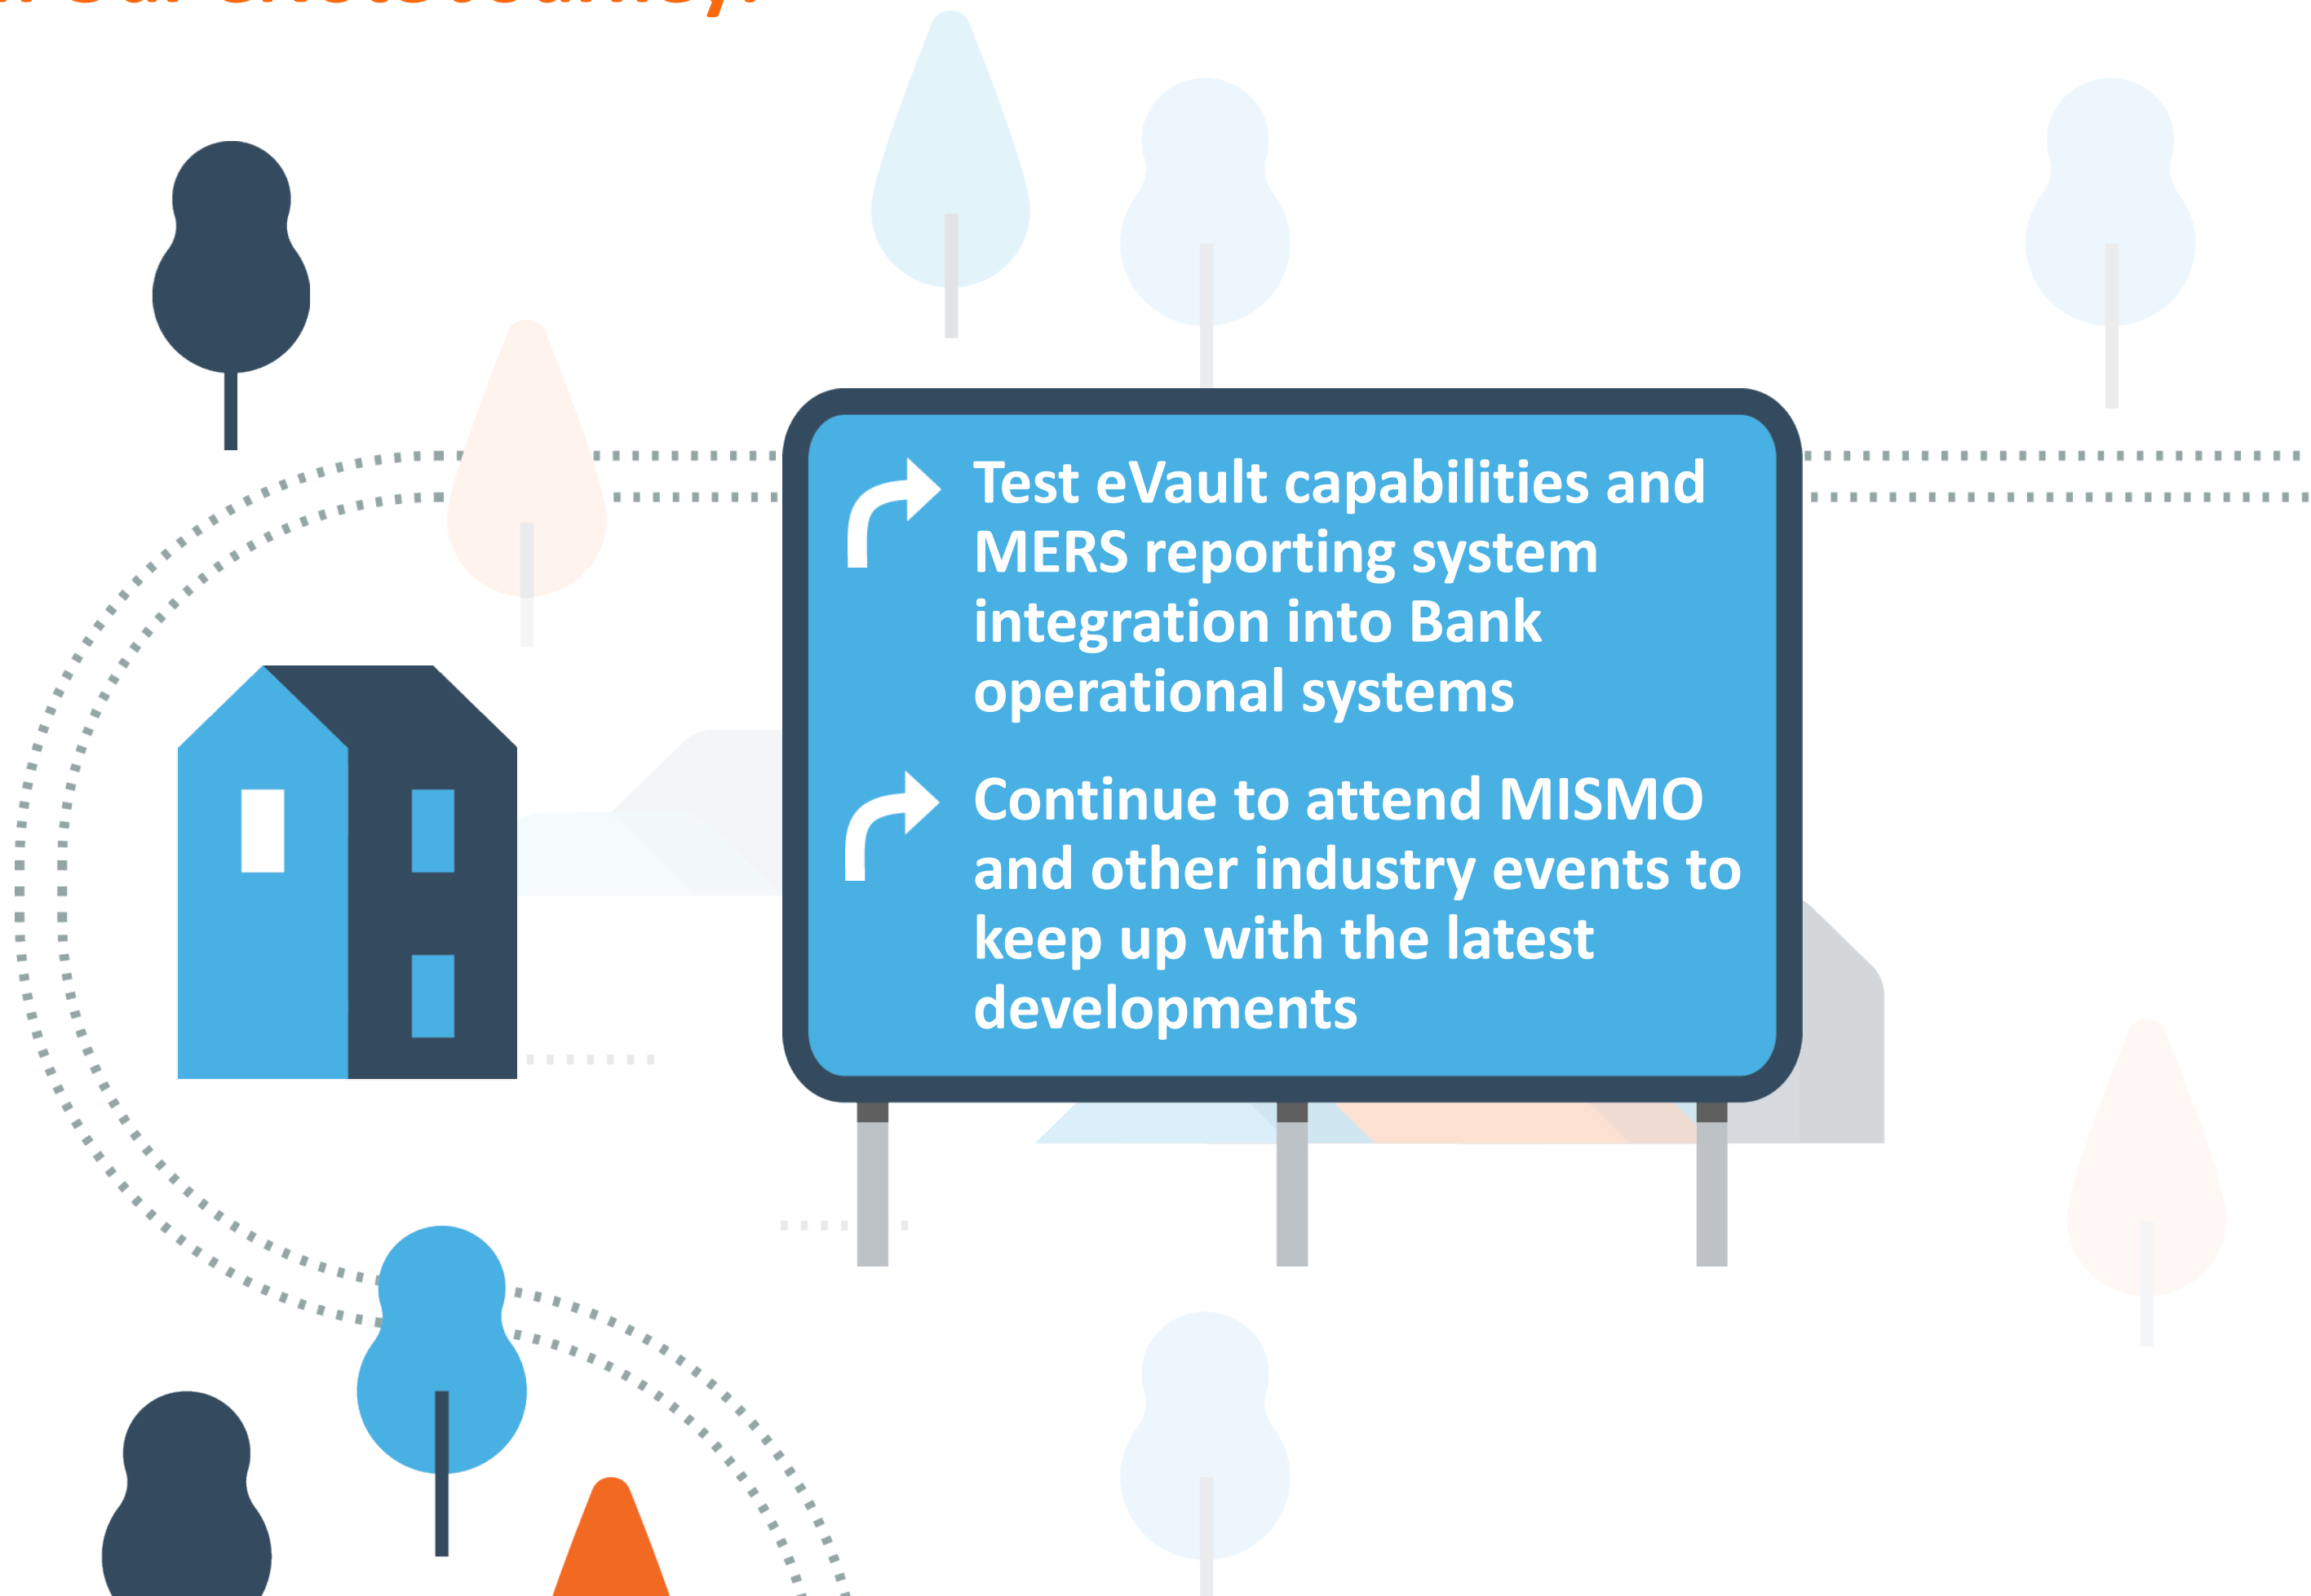 Test eVault capabilities and
MERS reporting system
integration into Bank
operational systems
Continue to attend MISMO
and other industry events to
keep up with the latest
developments